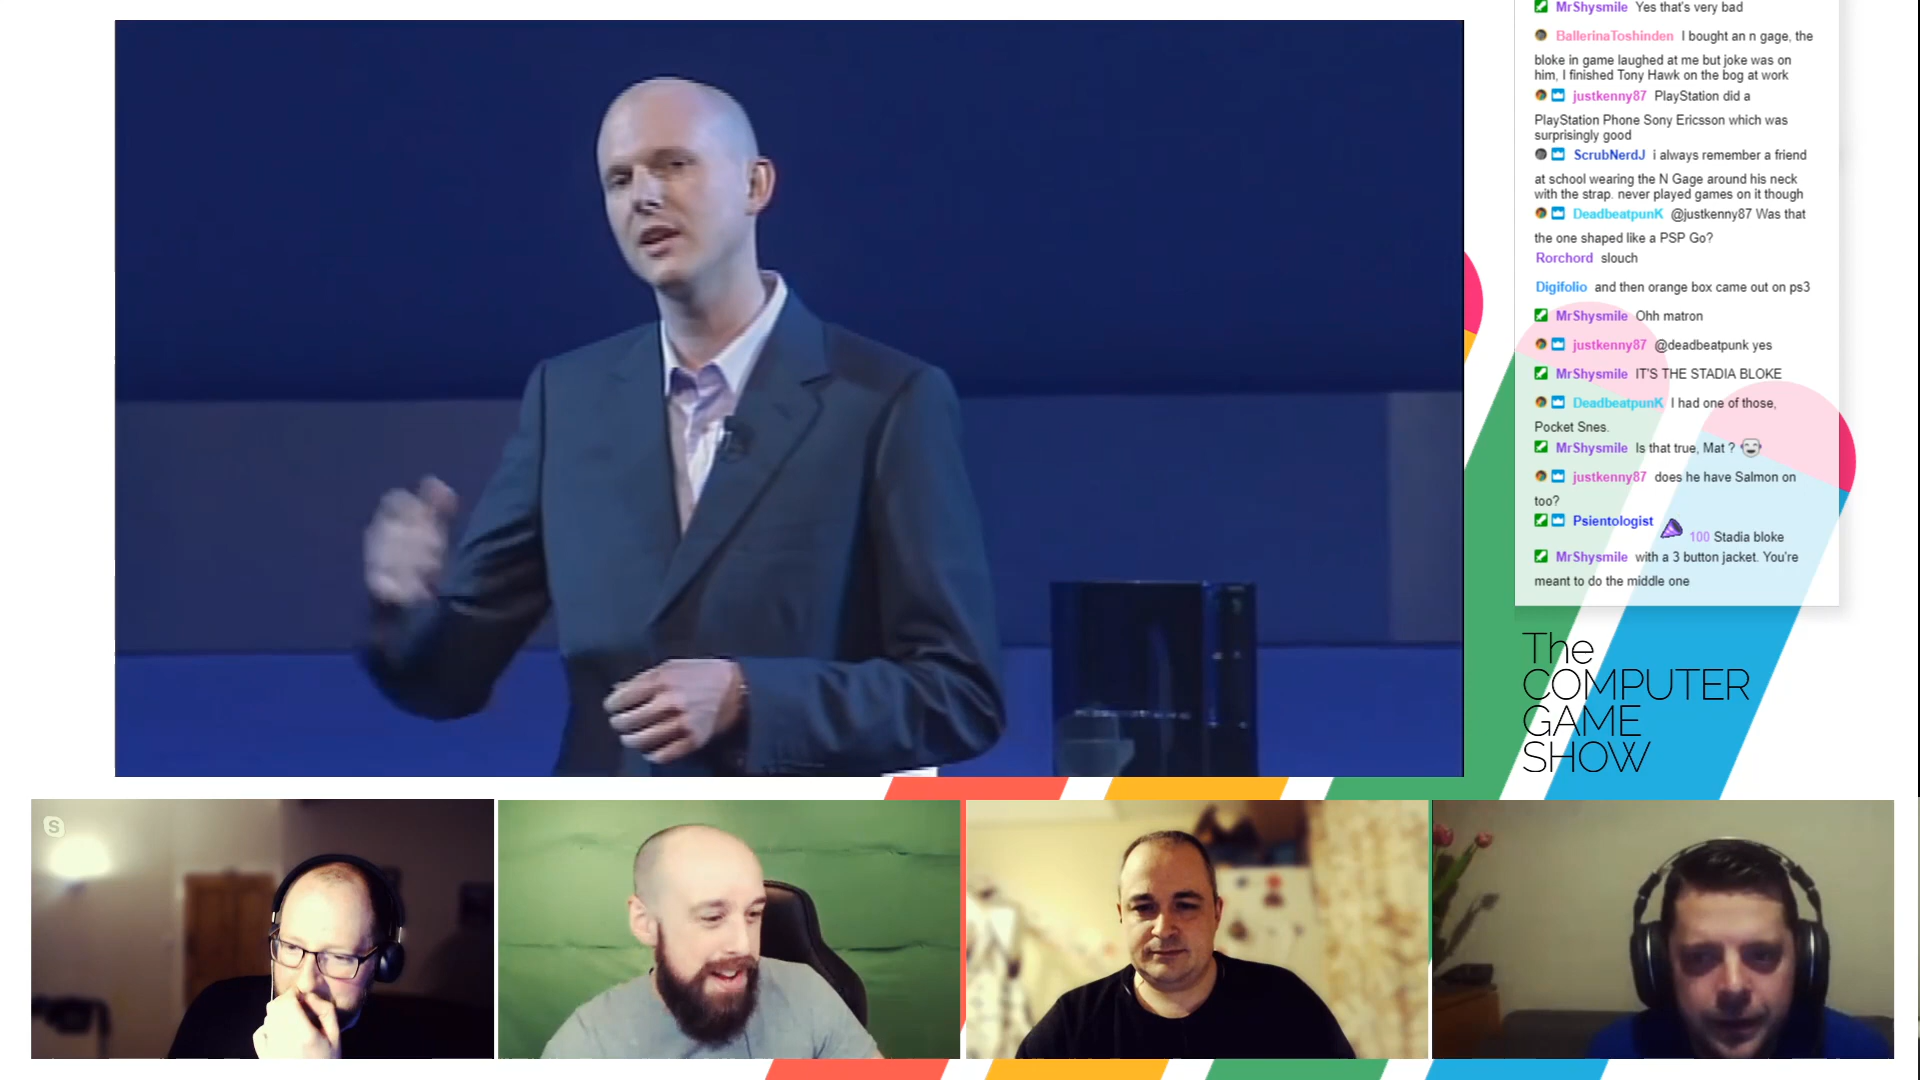 MrShysmile Yes that's very bad
BallerinaToshinden I bought an n gage, the
bloke in game laughed at me but joke was on
him, I finished Tony Hawk on the bog at work
justkenny87 PlayStation did a
PlayStation Phone Sony Ericsson which was
surprisingly good
ScrubNerdJ i always remember a friend
at school wearing the N Gage around his neck
with the strap. never played games on it though
DeadbeatpunK @justkenny87 Was that
the one shaped like a PSP Go?
Rorchord slouch
Digifolio and then orange box came out on ps3
MrShysmile Ohh matron
justkenny87 @deadbeatpunk yes
MrShysmile IT'S THE STADIA BLOKE
DeadbeatpunK I had one of those,
Pocket Snes.
MrShysmile Is that true, Mat ?
justkenny87 does he have Salmon on
too?
Psientologist 100 Stadia bloke
MrShysmile with a 3 button jacket. You're
meant to do the middle one
The
COMPUTER
GAME
SHOW
S